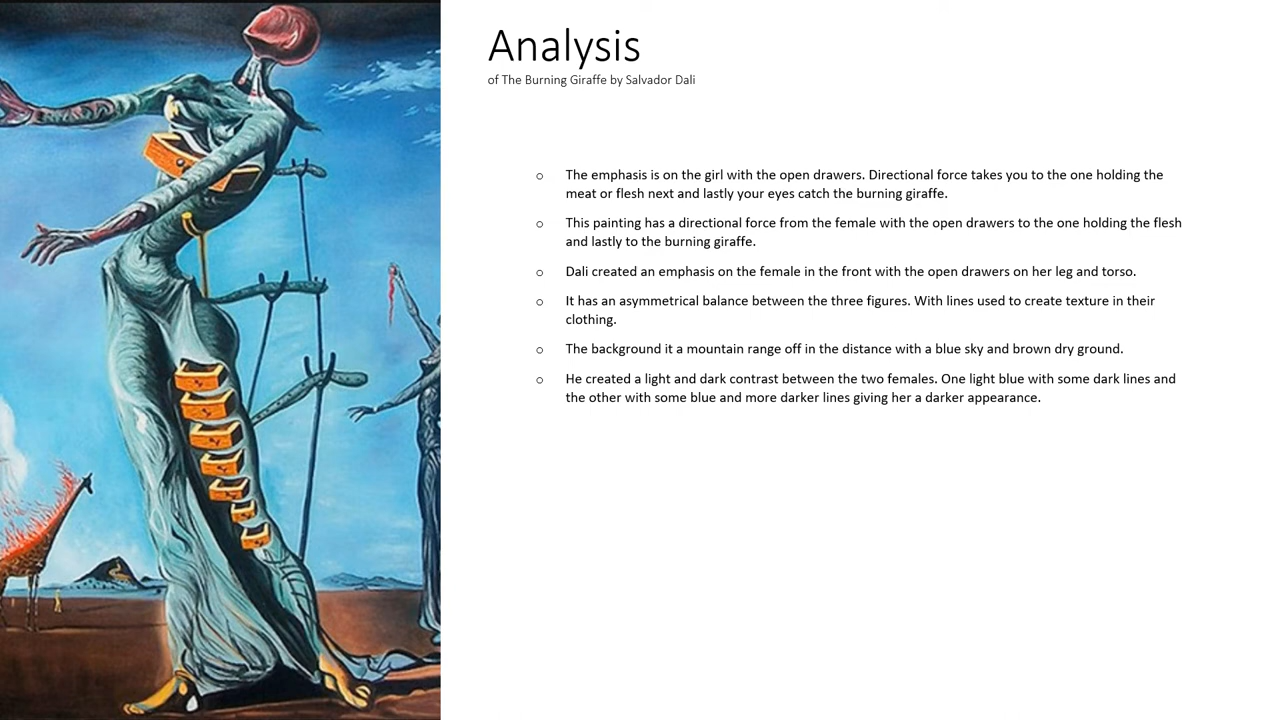 Analysis
of The Burning Giraffe by Salvador Dali
o The emphasis is on the girl with the open drawers. Directional force takes you to the one holding the
meat or flesh next and lastly your eyes catch the burning giraffe.
o This painting has a directional force from the female with the open drawers to the one holding the flesh
and lastly to the burning giraffe.
o Dali created an emphasis on the female in the front with the open drawers on her leg and torso.
o It has an asymmetrical balance between the three figures. With lines used to create texture in their
clothing.
o The background it a mountain range off in the distance with a blue sky and brown dry ground.
o He created a light and dark contrast between the two females. One light blue with some dark lines and
the other with some blue and more darker lines giving her a darker appearance.